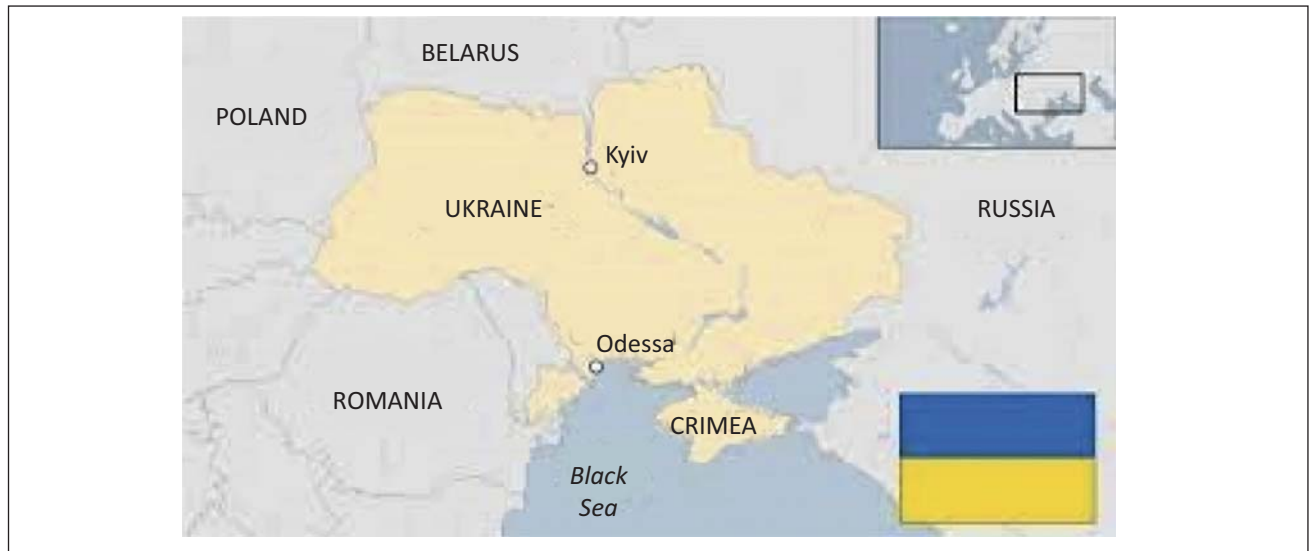 BELARUS
POLAND
Kyiv
UKRAINE
RUSSIA
Odessa
ROMANIA
CRIMEA
Black
Sea